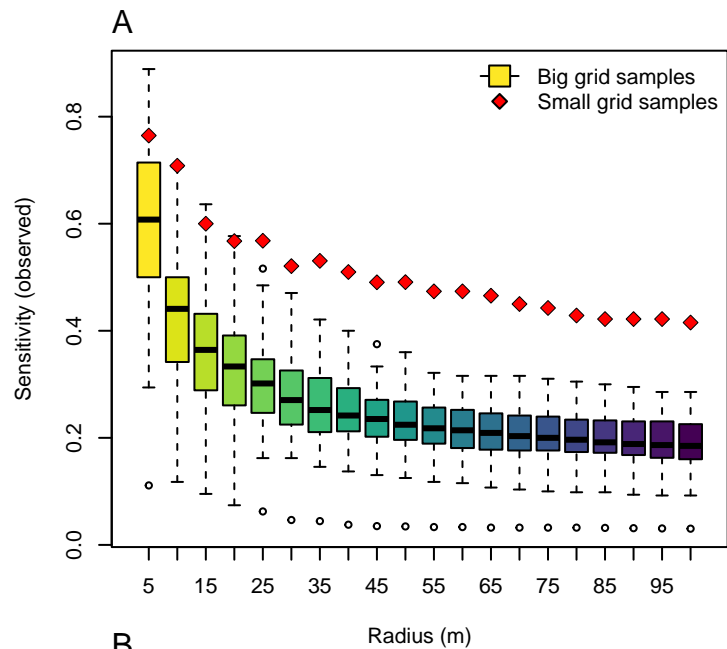 A
Big grid samples
Small grid samples
0.8
0.6
0.4
0.2
0.0
Sensitivity (observed)
5 15 25 35 45 55 65 75 85 95
Radius (m)
B